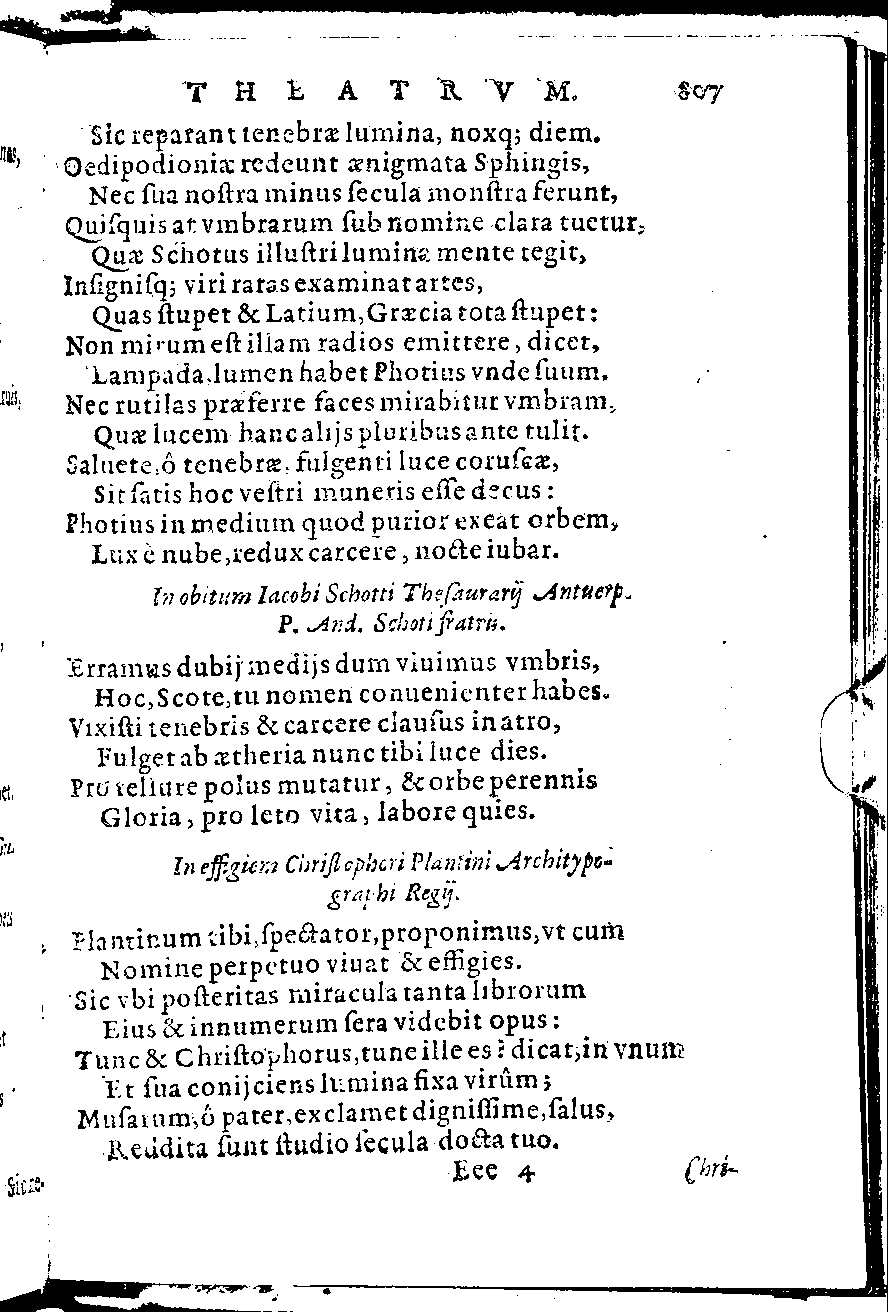 THEATRVM. 807
Sic reparant tenebræ lumina, noxq; diem.
Oedipodioniæ redeunt ænigmata Sphingis,
Nec ſua noſtra minus ſecula monſtra ferunt,
Quiſquis at vmbrarum ſub nomine clara tuetur,
Quæ Schotus illuſtri lumina mente tegit,
Inſigniſq; viri raras examinat artes,
Quas ſtupet & Latium, Græcia tota ſtupet:
Non mirum eſt illam radios emittere, dicet,
Lampada, lumen habet Photius vnde ſuum.
Nec rutilas præferre faces mirabitur vmbram,
Quæ lucem hanc alijs pluribus ante tulit.
Saluete, ô tenebræ, fulgenti luce coruſcæ,
Sit ſatis hoc veſtri muneris eſſe decus:
Photius in medium quod purior exeat orbem,
Lux è nube, redux carcere, nocte iubar.
In obitum Iacobi Schotti Theſaurarij Antuerp.
P. And. Schoti fratris.
Erramus dubij medijs dum viuimus vmbris,
Hoc, Scote, tu nomen conuenienter habes.
Vixiſti tenebris & carcere clauſus in atro,
Fulget ab ætheria nunc tibi luce dies.
Pro tellure polus mutatur, & orbe perennis
Gloria, pro leto vita, labore quies.
In effigiem Chriſtopheri Plantini Architypo-
graphi Regij.
Plantinum tibi, ſpectator, proponimus, vt cum
Nomine perpetuo viuat & effigies.
Sic vbi poſteritas miracula tanta librorum
Eius & innumerum ſera videbit opus:
Tunc & Chriſtophorus, tune ille es? dicat, in vnum
Et ſua conijciens lumina fixa virûm;
Muſarum, ô pater, exclamet digniſſime, ſalue,
Reddita ſunt ſtudio ſecula docta tuo.
Eee 4 Chri-